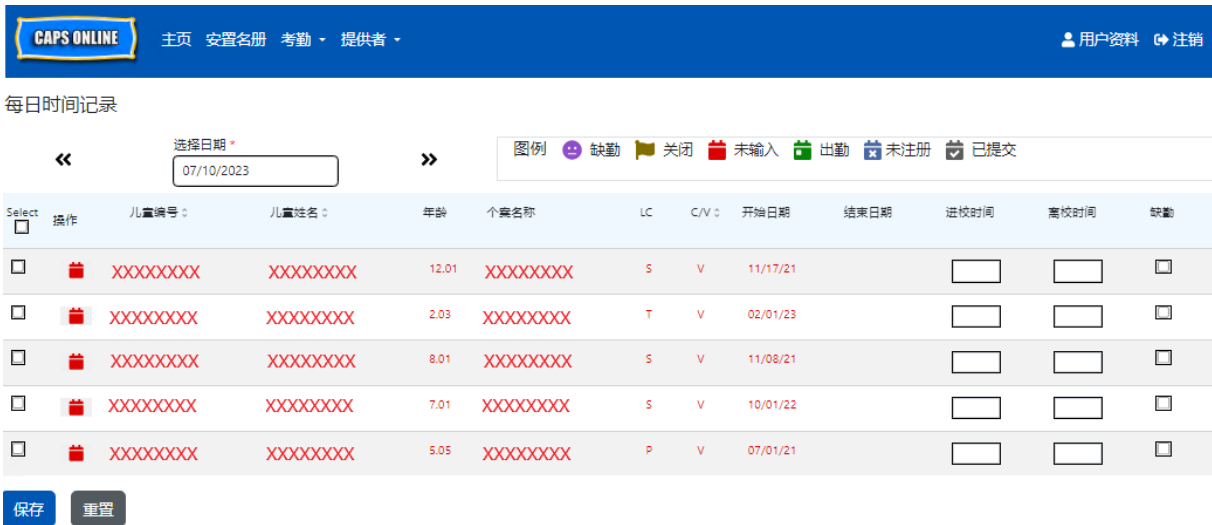 CAPS ONLINE 主页 安置名册 考勤 提供者 用户资料 注销
每日时间记录
选择日期 *
07/10/2023
图例 缺勤 关闭 未输入 出勤 未注册 已提交
Select 操作 儿童编号 儿童姓名 年龄 个案名称 LC C/V 开始日期 结束日期 进校时间 离校时间 缺勤
XXXXXXXX XXXXXXXX 12.01 XXXXXXXX S V 11/17/21
XXXXXXXX XXXXXXXX 2.03 XXXXXXXX T V 02/01/23
XXXXXXXX XXXXXXXX 8.01 XXXXXXXX S V 11/08/21
XXXXXXXX XXXXXXXX 7.01 XXXXXXXX S V 10/01/22
XXXXXXXX XXXXXXXX 5.05 XXXXXXXX P V 07/01/21
保存 重置